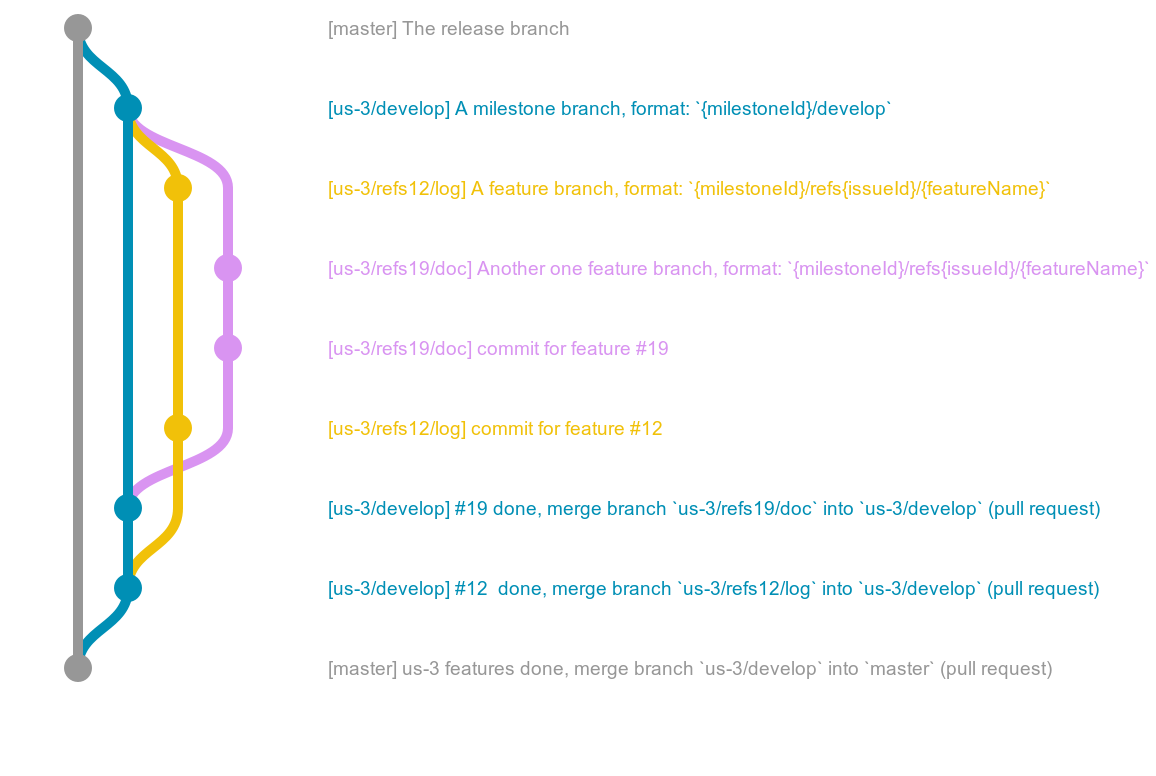 [master] The release branch
[us-3/develop] A milestone branch, format: `{milestoneId}/develop`
[us-3/refs12/log] A feature branch, format: `{milestoneId}/refs{issueId}/{featureName}`
[us-3/refs19/doc] Another one feature branch, format: `{milestoneId}/refs{issueId}/{featureName}`
[us-3/refs19/doc] commit for feature #19
[us-3/refs12/log] commit for feature #12
[us-3/develop] #19 done, merge branch `us-3/refs19/doc` into `us-3/develop` (pull request)
[us-3/develop] #12  done, merge branch `us-3/refs12/log` into `us-3/develop` (pull request)
[master] us-3 features done, merge branch `us-3/develop` into `master` (pull request)